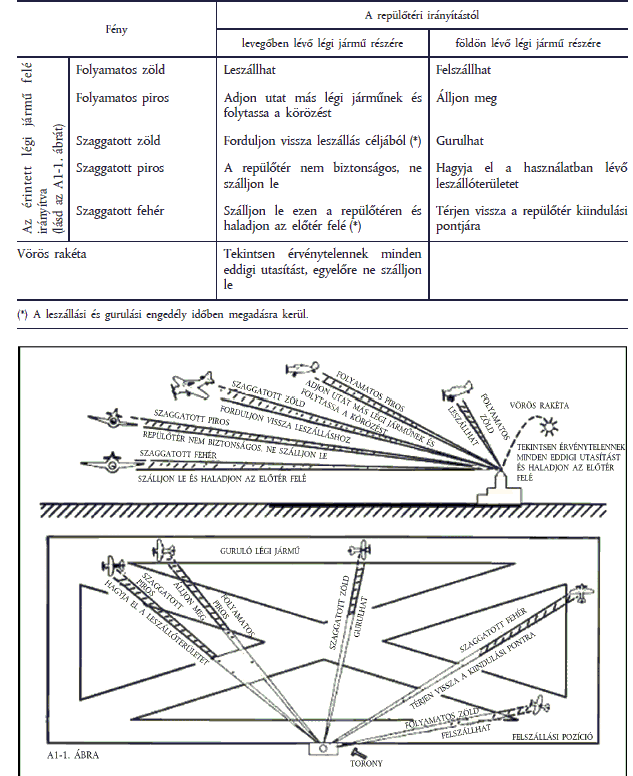 Fény
A repülőtéri irányítástól
levegőben lévő légi jármű részére
földön lévő légi jármű részére
Az érintett légi jármű felé
irányítva
(lásd az A1-1. ábrát)
Folyamatos zöld
Leszállhat
Felszállhat
Folyamatos piros
Adjon utat más légi járműnek és
folytassa a körözést
Álljon meg
Szaggatott zöld
Forduljon vissza leszállás céljából (*)
Gurulhat
Szaggatott piros
A repülőtér nem biztonságos, ne
szálljon le
Hagyja el a használatban lévő
leszállóterületet
Szaggatott fehér
Szálljon le ezen a repülőtéren és
haladjon az előtér felé (*)
Térjen vissza a repülőtér kiindulási
pontjára
Vörös rakéta
Tekintsen érvénytelennek minden
eddigi utasítást, egyelőre ne szálljon
le
(*) A leszállási és gurulási engedély időben megadásra kerül.
FOLYAMATOS PIROS
ADJON UTAT MÁS LÉGI JÁRMŰNEK ÉS
FOLYTASSA A KÖRÖZÉST
SZAGGATOTT ZÖLD
FORDULJON VISSZA LESZÁLLÁSHOZ
FOLYAMATOS
ZÖLD
LESZÁLLHAT
SZAGGATOTT PIROS
REPÜLŐTÉR NEM BIZTONSÁGOS, NE SZÁLLJON LE
SZAGGATOTT FEHÉR
SZÁLLJON LE ÉS HALADJON AZ ELŐTÉR FELÉ
VÖRÖS RAKÉTA
TEKINTSEN ÉRVÉNYTELENNEK
MINDEN EDDIGI UTASÍTÁST
ÉS HALADJON AZ ELŐTÉR
FELÉ
GURULÓ LÉGI JÁRMŰ
SZAGGATOTT
PIROS
HAGYJA EL A LESZÁLLÓTERÜLETET
FOLYAMATOS
PIROS
ÁLLJON MEG
SZAGGATOTT ZÖLD
GURULHAT
SZAGGATOTT FEHÉR
TÉRJEN VISSZA A KIINDULÁSI PONTRA
FOLYAMATOS ZÖLD
FELSZÁLLHAT
FELSZÁLLÁSI POZÍCIÓ
A1-1. ÁBRA
TORONY